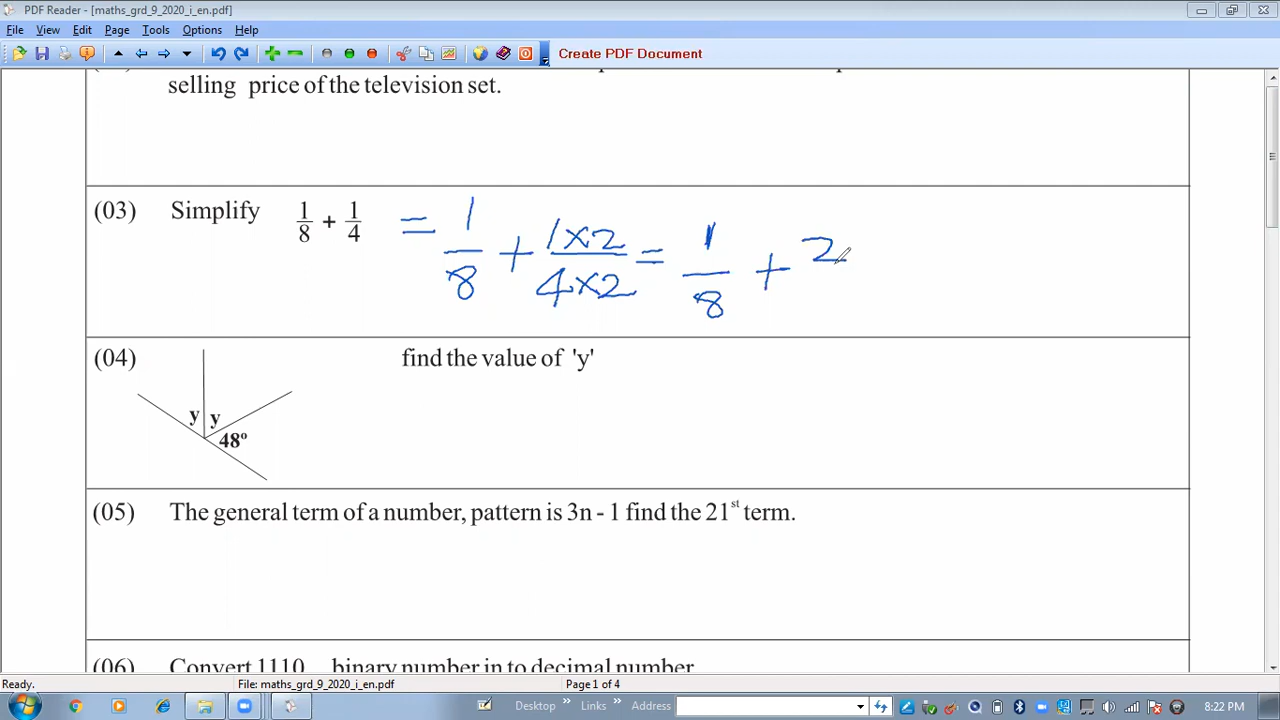 PDF Reader - [maths_grd_9_2020_i_en.pdf]
File View Edit Page Tools Options Help
Create PDF Document
selling price of the television set.
(03) Simplify 1/8 + 1/4 = 1/8 + 1×2/4×2 = 1/8 + 2
(04) find the value of 'y'
y y
48º
(05) The general term of a number, pattern is 3n - 1 find the 21st term.
(06) Convert 1110 binary number in to decimal number
Ready. File: maths_grd_9_2020_i_en.pdf Page 1 of 4
Desktop » Links » Address 8:22 PM